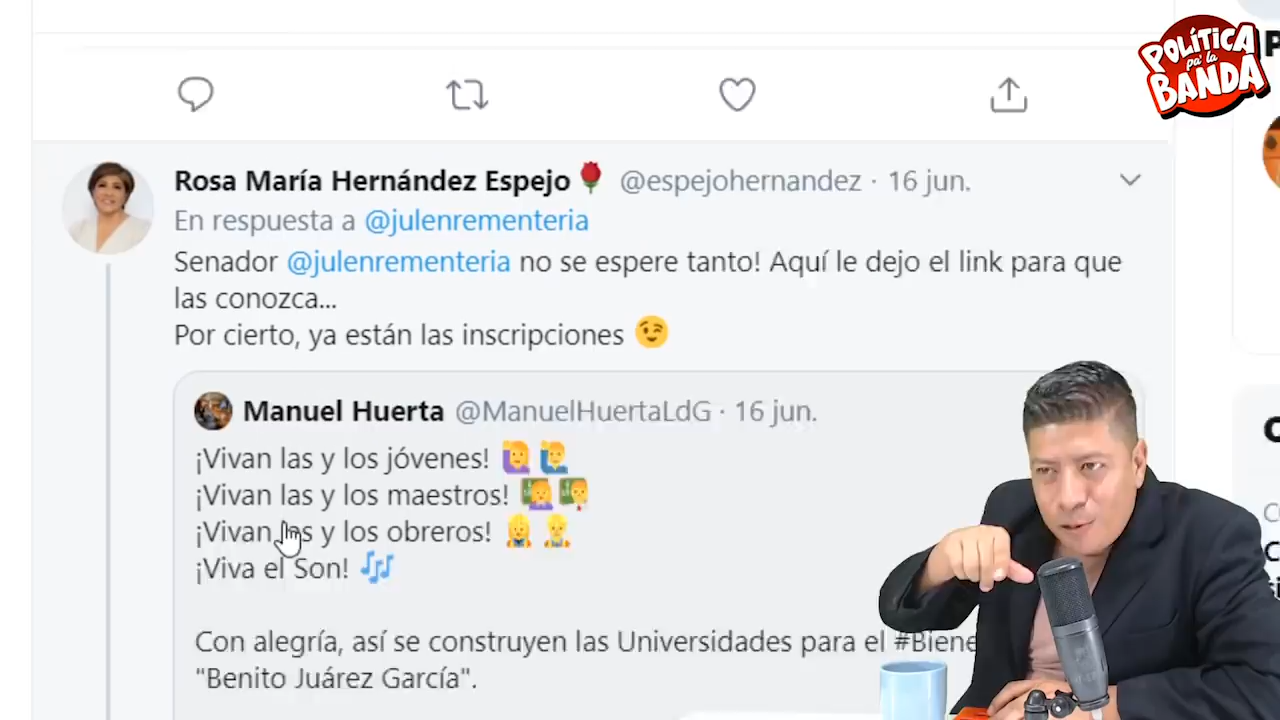 POLÍTICA
pa' la
BANDA
Rosa María Hernández Espejo🌹 @espejohernandez · 16 jun.
En respuesta a @julenrementeria
Senador @julenrementeria no se espere tanto! Aquí le dejo el link para que
las conozca...
Por cierto, ya están las inscripciones 😉
Manuel Huerta @ManuelHuertaLdG · 16 jun.
¡Vivan las y los jóvenes! 🙋‍♀️🙋‍♂️
¡Vivan las y los maestros! 👩‍🏫👨‍🏫
¡Vivan las y los obreros! 👷‍♀️👷‍♂️
¡Viva el Son! 🎶
Con alegría, así se construyen las Universidades para el
"Benito Juárez García".